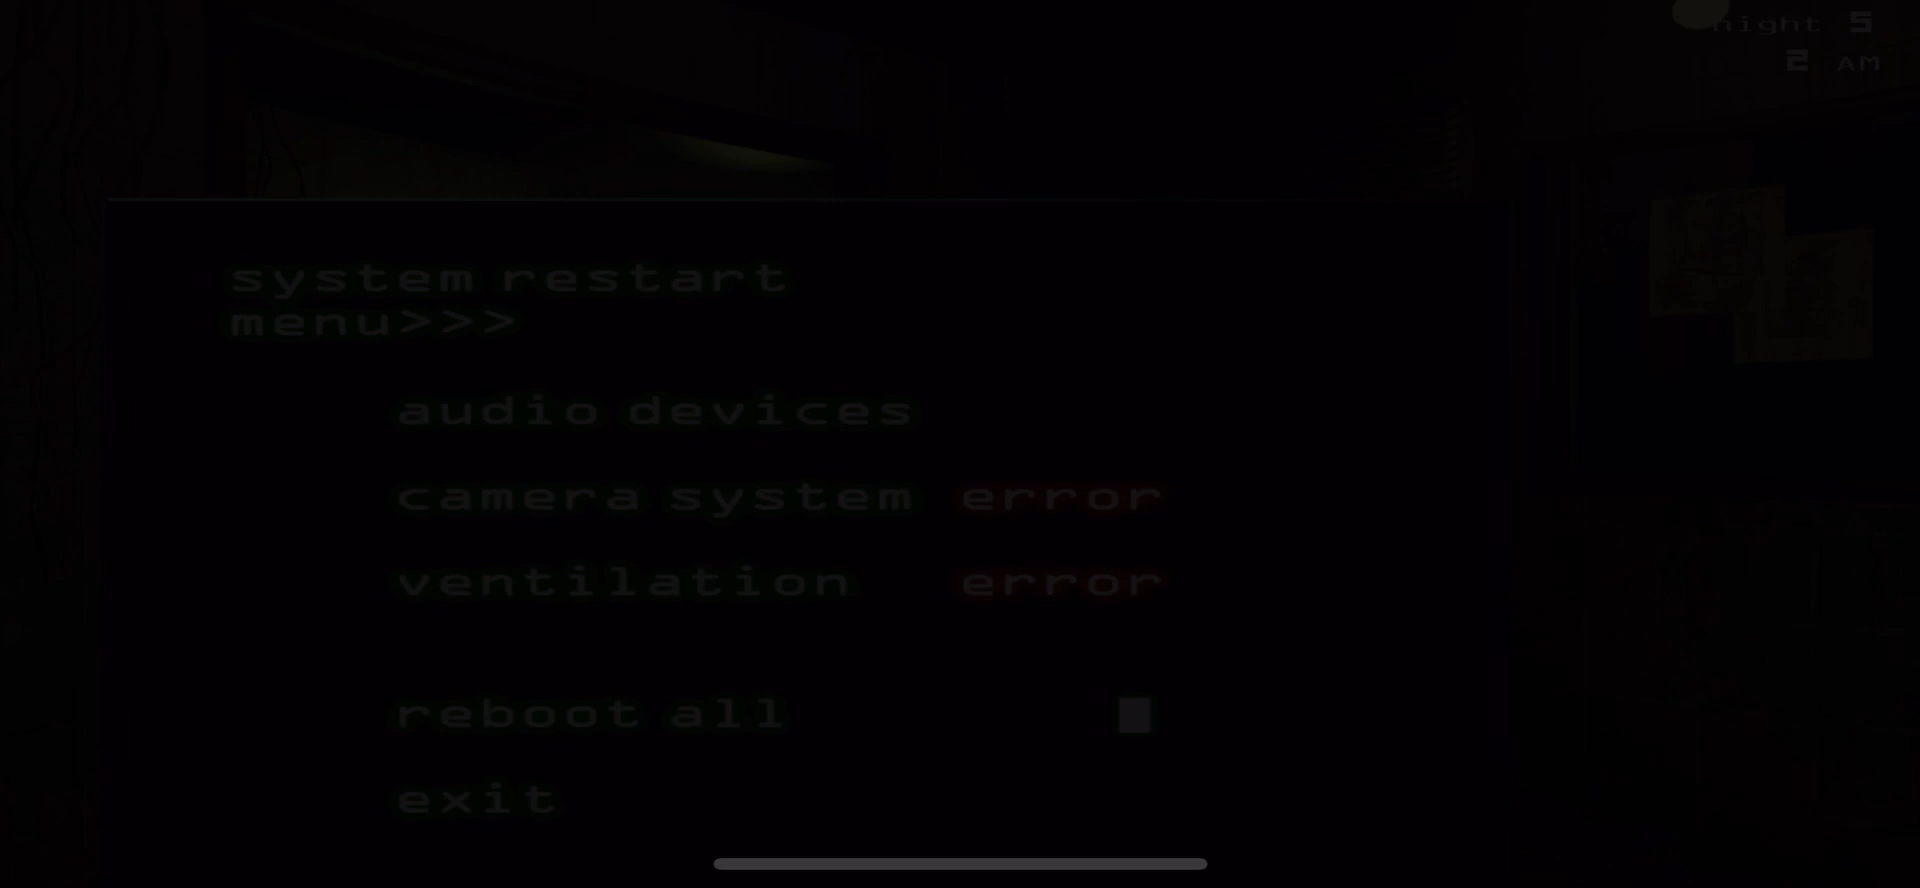 night 5
2 AM
system restart
menu>>>
audio devices
camera system error
ventilation error
reboot all
exit